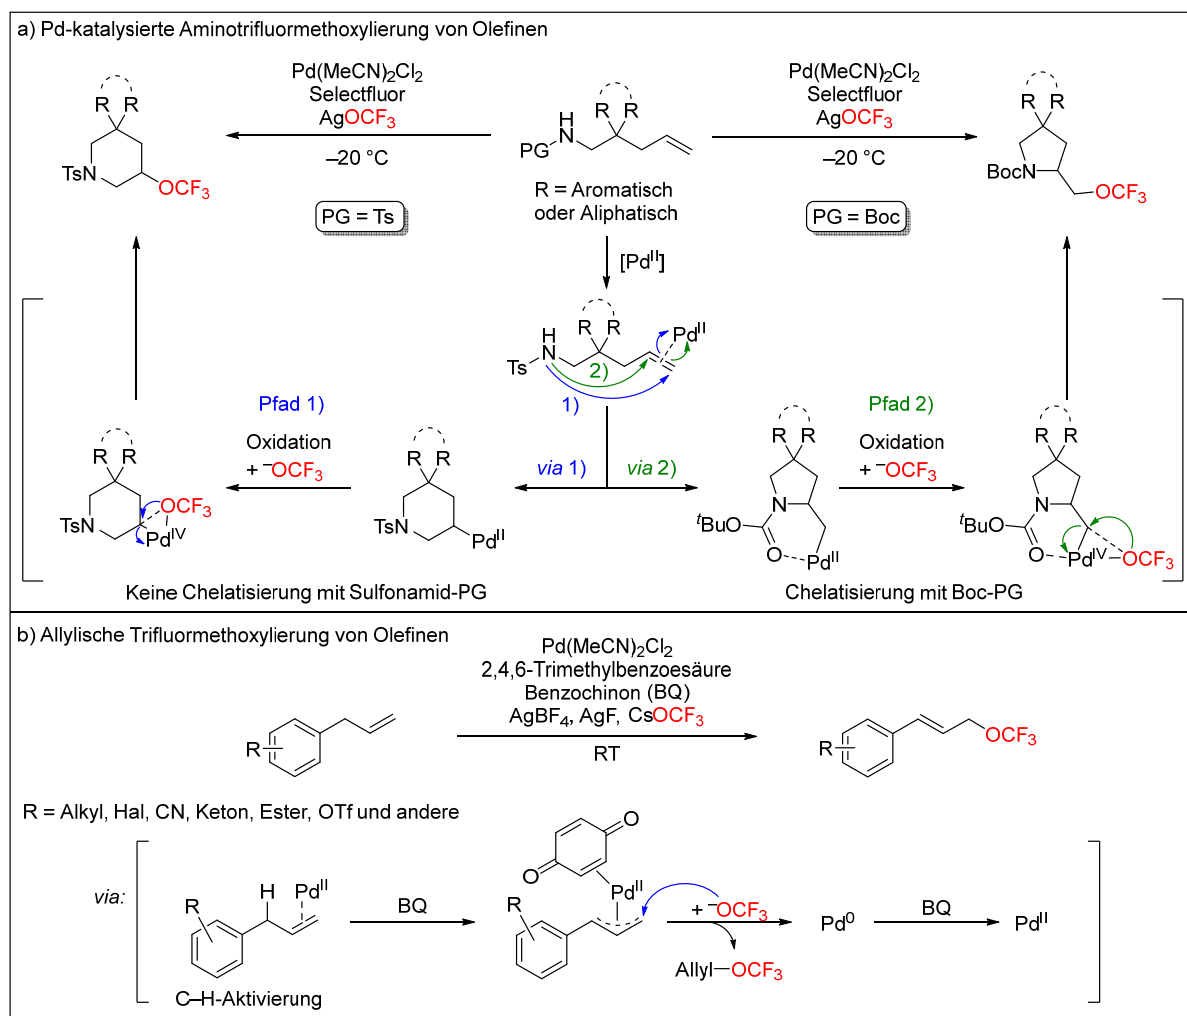 a) Pd-katalysierte Aminotrifluormethoxylierung von Olefinen
Pd(MeCN)2Cl2
Selectfluor
AgOCF3
–20 °C
PG = Ts
R R
TsN
OCF3
H
N
PG
R R
R = Aromatisch
oder Aliphatisch
Pd(MeCN)2Cl2
Selectfluor
AgOCF3
–20 °C
PG = Boc
R R
BocN
OCF3
[PdII]
H
N
Ts
R R
PdII
2)
1)
Pfad 1)
Oxidation
+ –OCF3
via 1)
via 2)
Pfad 2)
Oxidation
+ –OCF3
R R
TsN
OCF3
PdIV
R R
TsN
PdII
R R
N
tBuO
O
PdII
R R
N
tBuO
O
PdIV
OCF3
Keine Chelatisierung mit Sulfonamid-PG
Chelatisierung mit Boc-PG
b) Allylische Trifluormethoxylierung von Olefinen
Pd(MeCN)2Cl2
2,4,6-Trimethylbenzoesäure
Benzochinon (BQ)
AgBF4, AgF, CsOCF3
RT
R
R
OCF3
R = Alkyl, Hal, CN, Keton, Ester, OTf und andere
via:
R
H
PdII
C–H-Aktivierung
BQ
O
O
PdII
R
+ –OCF3
Allyl–OCF3
Pd0
BQ
PdII